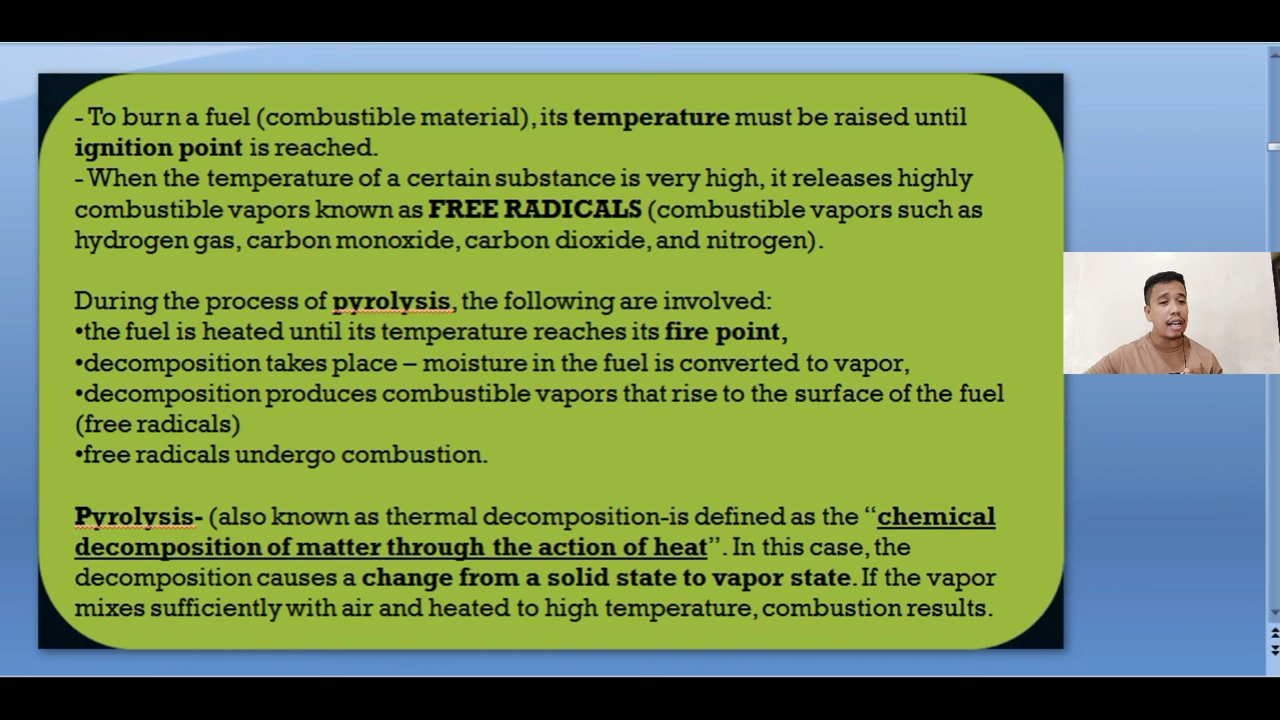 - To burn a fuel (combustible material), its temperature must be raised until
ignition point is reached.
- When the temperature of a certain substance is very high, it releases highly
combustible vapors known as FREE RADICALS (combustible vapors such as
hydrogen gas, carbon monoxide, carbon dioxide, and nitrogen).
During the process of pyrolysis, the following are involved:
•the fuel is heated until its temperature reaches its fire point,
•decomposition takes place – moisture in the fuel is converted to vapor,
•decomposition produces combustible vapors that rise to the surface of the fuel
(free radicals)
•free radicals undergo combustion.
Pyrolysis- (also known as thermal decomposition-is defined as the “chemical
decomposition of matter through the action of heat”. In this case, the
decomposition causes a change from a solid state to vapor state. If the vapor
mixes sufficiently with air and heated to high temperature, combustion results.